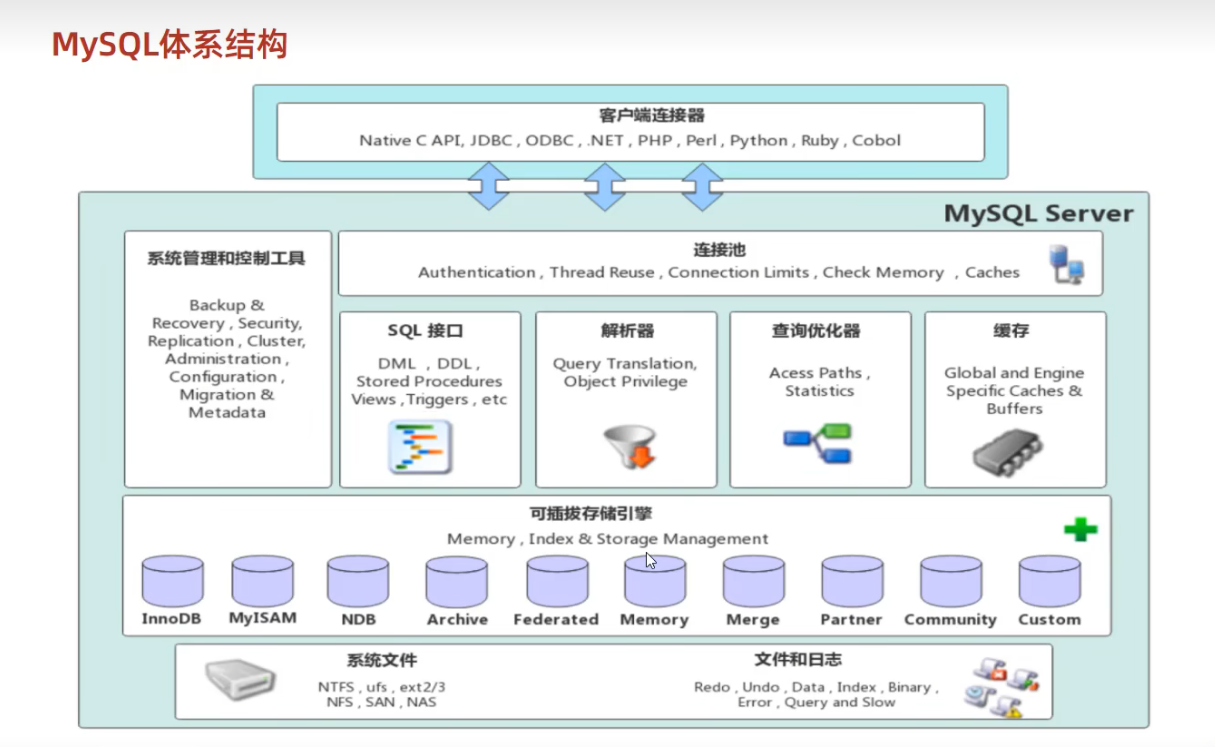 MySQL体系结构
客户端连接器
Native C API, JDBC , ODBC , .NET , PHP , Perl , Python , Ruby , Cobol
MySQL Server
系统管理和控制工具
Backup &
Recovery , Security,
Replication , Cluster,
Administration ,
Configuration ,
Migration &
Metadata
连接池
Authentication , Thread Reuse , Connection Limits , Check Memory , Caches
SQL 接口
DML , DDL ,
Stored Procedures
Views ,Triggers , etc
解析器
Query Translation,
Object Privilege
查询优化器
Acess Paths ,
Statistics
缓存
Global and Engine
Specific Caches &
Buffers
可插拔存储引擎
Memory , Index & Storage Management
InnoDB MyISAM NDB Archive Federated Memory Merge Partner Community Custom
系统文件
NTFS , ufs , ext2/3
NFS , SAN , NAS
文件和日志
Redo , Undo , Data , Index , Binary ,
Error , Query and Slow